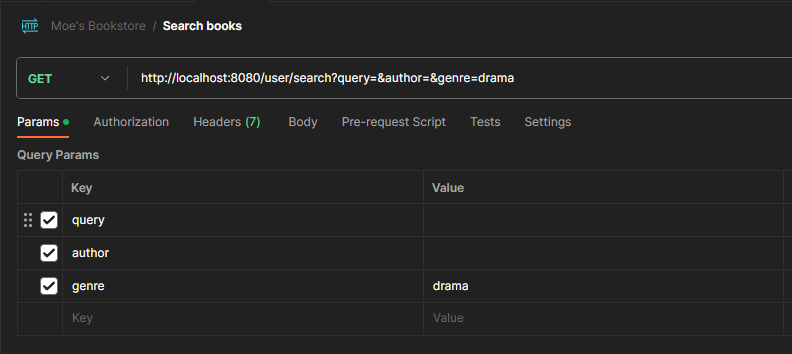 HTTP Moe's Bookstore / Search books
GET http://localhost:8080/user/search?query=&author=&genre=drama
Params Authorization Headers (7) Body Pre-request Script Tests Settings
Query Params
Key Value
query
author
genre drama
Key Value